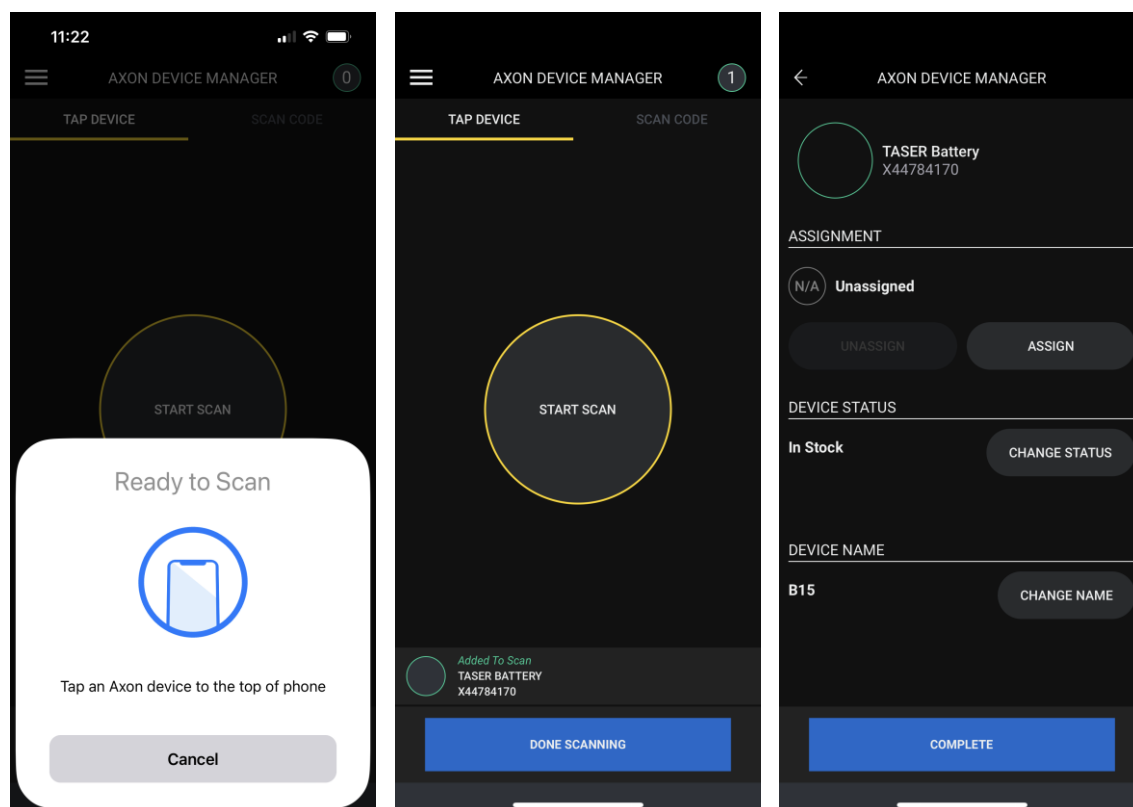 11:22
AXON DEVICE MANAGER
0
TAP DEVICE
SCAN CODE
START SCAN
Ready to Scan
Tap an Axon device to the top of phone
Cancel
AXON DEVICE MANAGER
1
TAP DEVICE
SCAN CODE
START SCAN
Added To Scan
TASER BATTERY
X44784170
DONE SCANNING
AXON DEVICE MANAGER
TASER Battery
X44784170
ASSIGNMENT
N/A
Unassigned
UNASSIGN
ASSIGN
DEVICE STATUS
In Stock
CHANGE STATUS
DEVICE NAME
B15
CHANGE NAME
COMPLETE